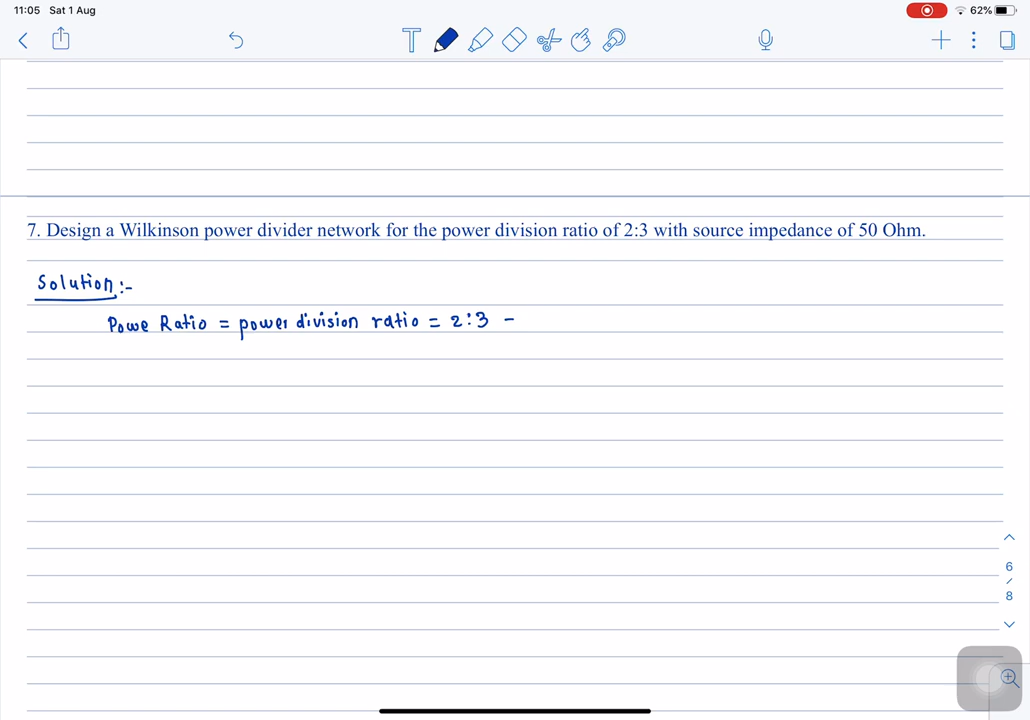 11:05 Sat 1 Aug 62%
7. Design a Wilkinson power divider network for the power division ratio of 2:3 with source impedance of 50 Ohm.
Solution :-
Powe Ratio = power division ratio = 2:3 -
6
/
8